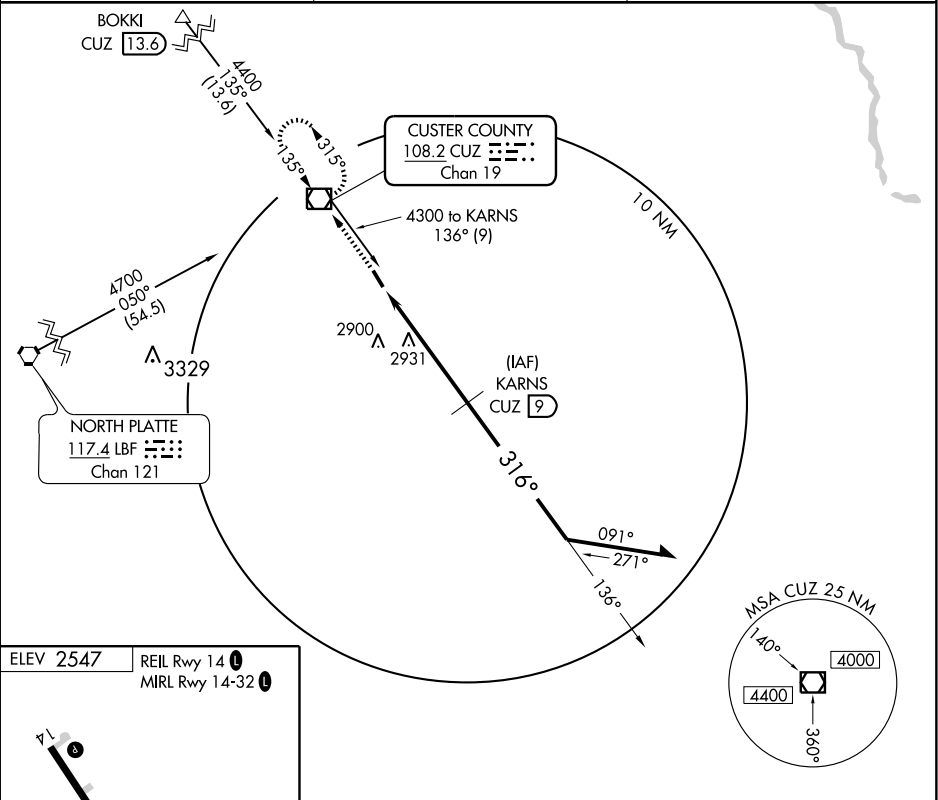 BOKKI
CUZ 13.6
4400
135°
(13.6)
135°
315°
CUSTER COUNTY
108.2 CUZ
Chan 19
4300 to KARNS
136° (9)
10 NM
4700
050°
(54.5)
3329
2900
2931
(IAF)
KARNS
CUZ 9
NORTH PLATTE
117.4 LBF
Chan 121
316°
091°
271°
136°
MSA CUZ 25 NM
140°
4000
4400
360°
ELEV 2547
REIL Rwy 14 L
MIRL Rwy 14-32 L
14
P